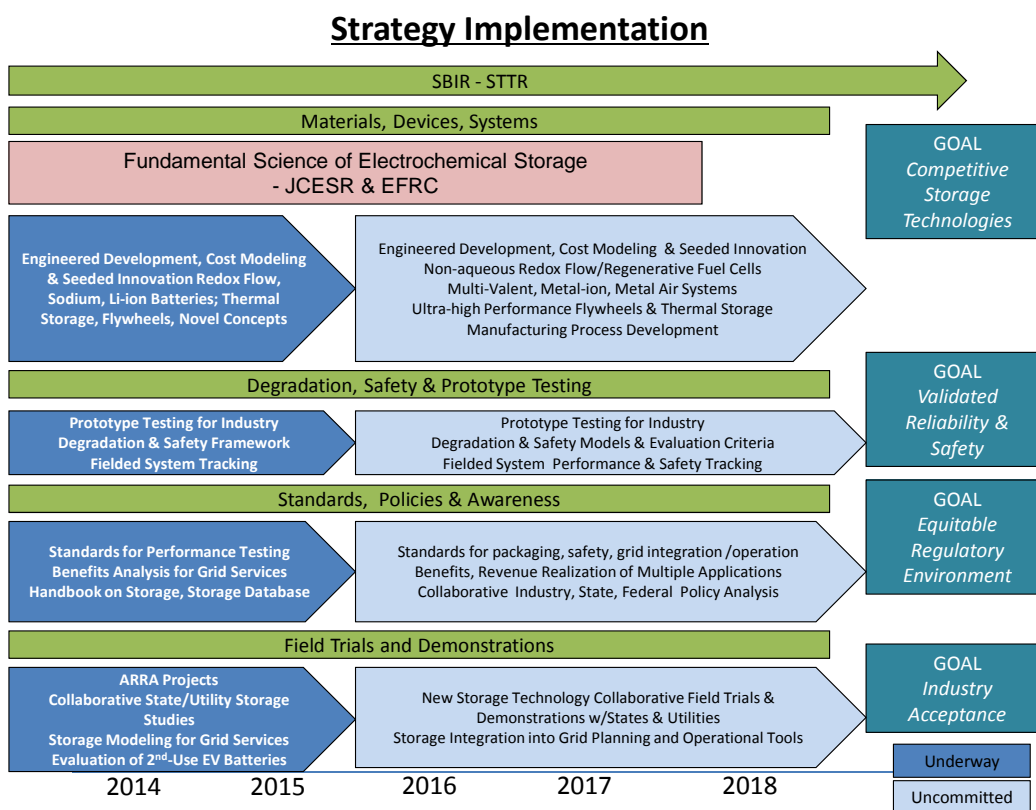 Strategy Implementation
SBIR - STTR
Materials, Devices, Systems
Fundamental Science of Electrochemical Storage
- JCESR & EFRC
GOAL
Competitive
Storage
Technologies
Engineered Development, Cost Modeling
& Seeded Innovation Redox Flow,
Sodium, Li-ion Batteries; Thermal
Storage, Flywheels, Novel Concepts
Engineered Development, Cost Modeling & Seeded Innovation
Non-aqueous Redox Flow/Regenerative Fuel Cells
Multi-Valent, Metal-ion, Metal Air Systems
Ultra-high Performance Flywheels & Thermal Storage
Manufacturing Process Development
Degradation, Safety & Prototype Testing
GOAL
Validated
Reliability &
Safety
Prototype Testing for Industry
Degradation & Safety Framework
Fielded System Tracking
Prototype Testing for Industry
Degradation & Safety Models & Evaluation Criteria
Fielded System Performance & Safety Tracking
Standards, Policies & Awareness
GOAL
Equitable
Regulatory
Environment
Standards for Performance Testing
Benefits Analysis for Grid Services
Handbook on Storage, Storage Database
Standards for packaging, safety, grid integration /operation
Benefits, Revenue Realization of Multiple Applications
Collaborative Industry, State, Federal Policy Analysis
Field Trials and Demonstrations
GOAL
Industry
Acceptance
ARRA Projects
Collaborative State/Utility Storage
Studies
Storage Modeling for Grid Services
Evaluation of 2nd-Use EV Batteries
New Storage Technology Collaborative Field Trials &
Demonstrations w/States & Utilities
Storage Integration into Grid Planning and Operational Tools
2014 2015 2016 2017 2018
Underway
Uncommitted